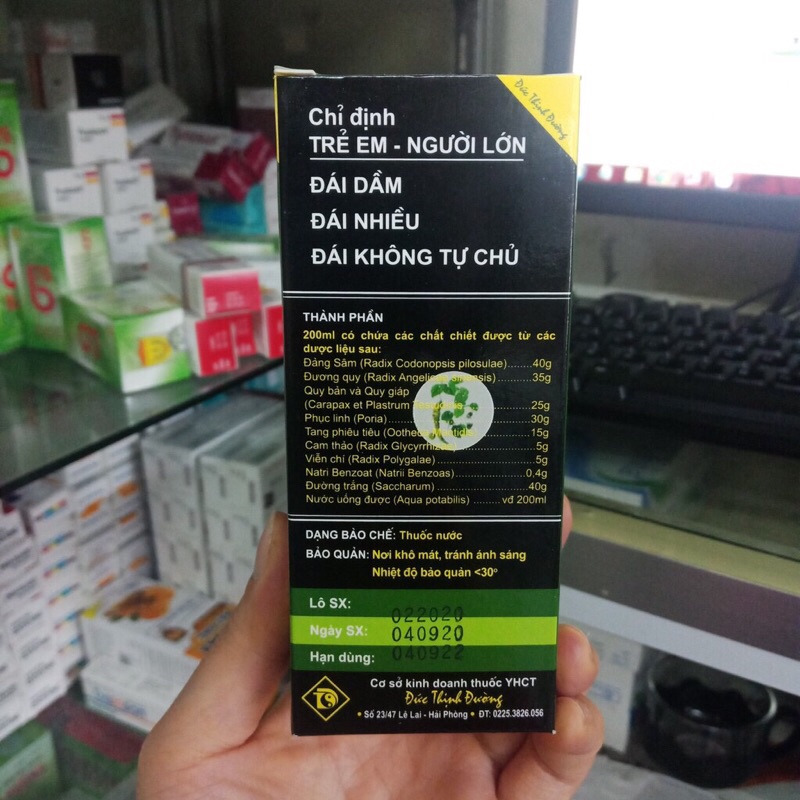 Đức Thịnh Đường
Chỉ định
TRẺ EM - NGƯỜI LỚN
ĐÁI DẦM
ĐÁI NHIỀU
ĐÁI KHÔNG TỰ CHỦ
THÀNH PHẦN
200ml có chứa các chất chiết được từ các
dược liệu sau:
Đảng Sâm (Radix Codonopsis pilosulae).......40g
Đương quy (Radix Angelicae sinensis)..........35g
Quy bản và Quy giáp
(Carapax et Plastrum ..........25g
Phục linh (Poria)..........30g
Tang phiêu tiêu (Ootheca Mantidis..........15g
Cam thảo (Radix Glycyrrhizae)..........5g
Viễn chí (Radix Polygalae)..........5g
Natri Benzoat (Natrii Benzoas)..........0,4g
Đường trắng (Saccharum)..........40g
Nước uống được (Aqua potabilis) ......... vđ 200ml
DẠNG BÀO CHẾ: Thuốc nước
BẢO QUẢN: Nơi khô mát, tránh ánh sáng
Nhiệt độ bảo quản <30°
Lô SX: 022020
Ngày SX: 040920
Hạn dùng: 040922
Cơ sở kinh doanh thuốc YHCT
Đức Thịnh Đường
• Số 23/47 Lê Lai - Hải Phòng • ĐT: 0225.3826.056